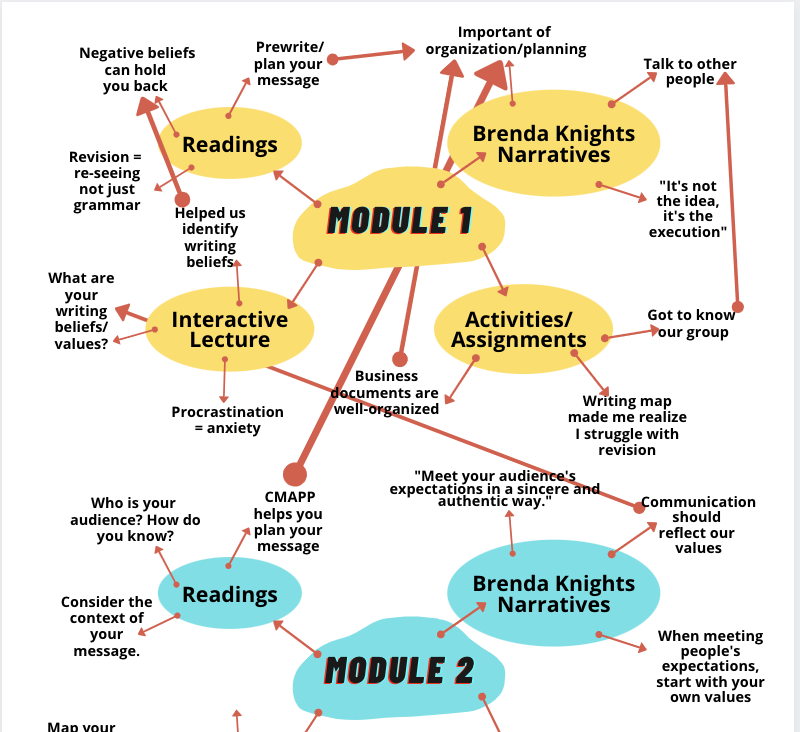 Important of
organization/planning
Prewrite/
plan your
message
Negative beliefs
can hold
you back
Talk to other
people
Readings
Brenda Knights
Narratives
Revision =
re-seeing
not just
grammar
"It's not
the idea,
it's the
execution"
MODULE 1
Helped us
identify
writing
beliefs
What are
your
writing
beliefs/
values?
Interactive
Lecture
Activities/
Assignments
Got to know
our group
Procrastination
= anxiety
Business
documents are
well-organized
Writing map
made me realize
I struggle with
revision
"Meet your audience's
expectations in a sincere and
authentic way."
CMAPP
helps you
plan your
message
Who is your
audience? How do
you know?
Communication
should
reflect our
values
Readings
Brenda Knights
Narratives
Consider the
context of
your
message.
When meeting
people's
expectations,
start with your
own values
MODULE 2
Map your